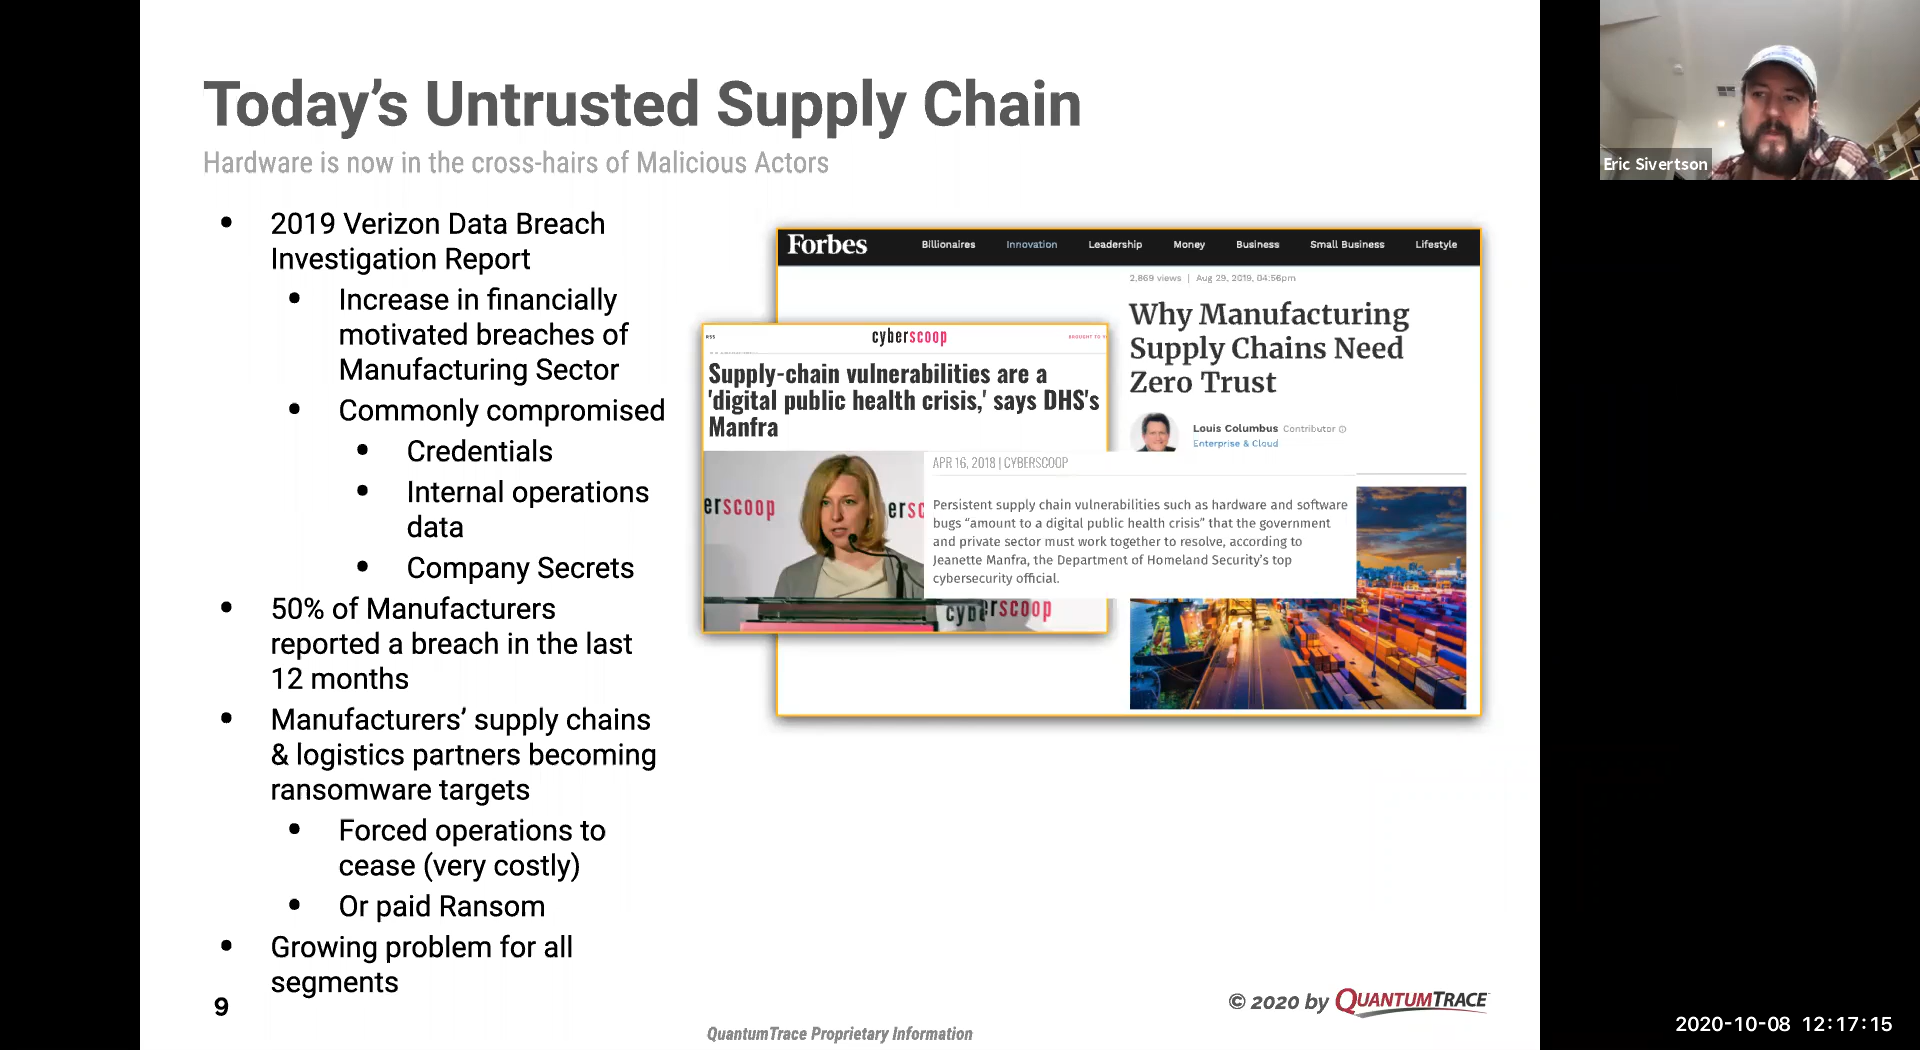 Today’s Untrusted Supply Chain
Hardware is now in the cross-hairs of Malicious Actors
• 2019 Verizon Data Breach
Investigation Report
• Increase in financially
motivated breaches of
Manufacturing Sector
• Commonly compromised
• Credentials
• Internal operations
data
• Company Secrets
• 50% of Manufacturers
reported a breach in the last
12 months
• Manufacturers’ supply chains
& logistics partners becoming
ransomware targets
• Forced operations to
cease (very costly)
• Or paid Ransom
• Growing problem for all
segments
Forbes Billionaires Innovation Leadership Money Business Small Business Lifestyle
2,869 views | Aug 29, 2019, 04:56pm
Why Manufacturing
Supply Chains Need
Zero Trust
Louis Columbus Contributor
Enterprise & Cloud
RSS cyberscoop BROUGHT TO
Supply-chain vulnerabilities are a
'digital public health crisis,' says DHS's
Manfra
erscoop ersc
APR 16, 2018 | CYBERSCOOP
Persistent supply chain vulnerabilities such as hardware and software
bugs “amount to a digital public health crisis” that the government
and private sector must work together to resolve, according to
Jeanette Manfra, the Department of Homeland Security’s top
cybersecurity official.
cyberscoop
9
© 2020 by QUANTUMTRACE
QuantumTrace Proprietary Information
Eric Sivertson
2020-10-08 12:17:15